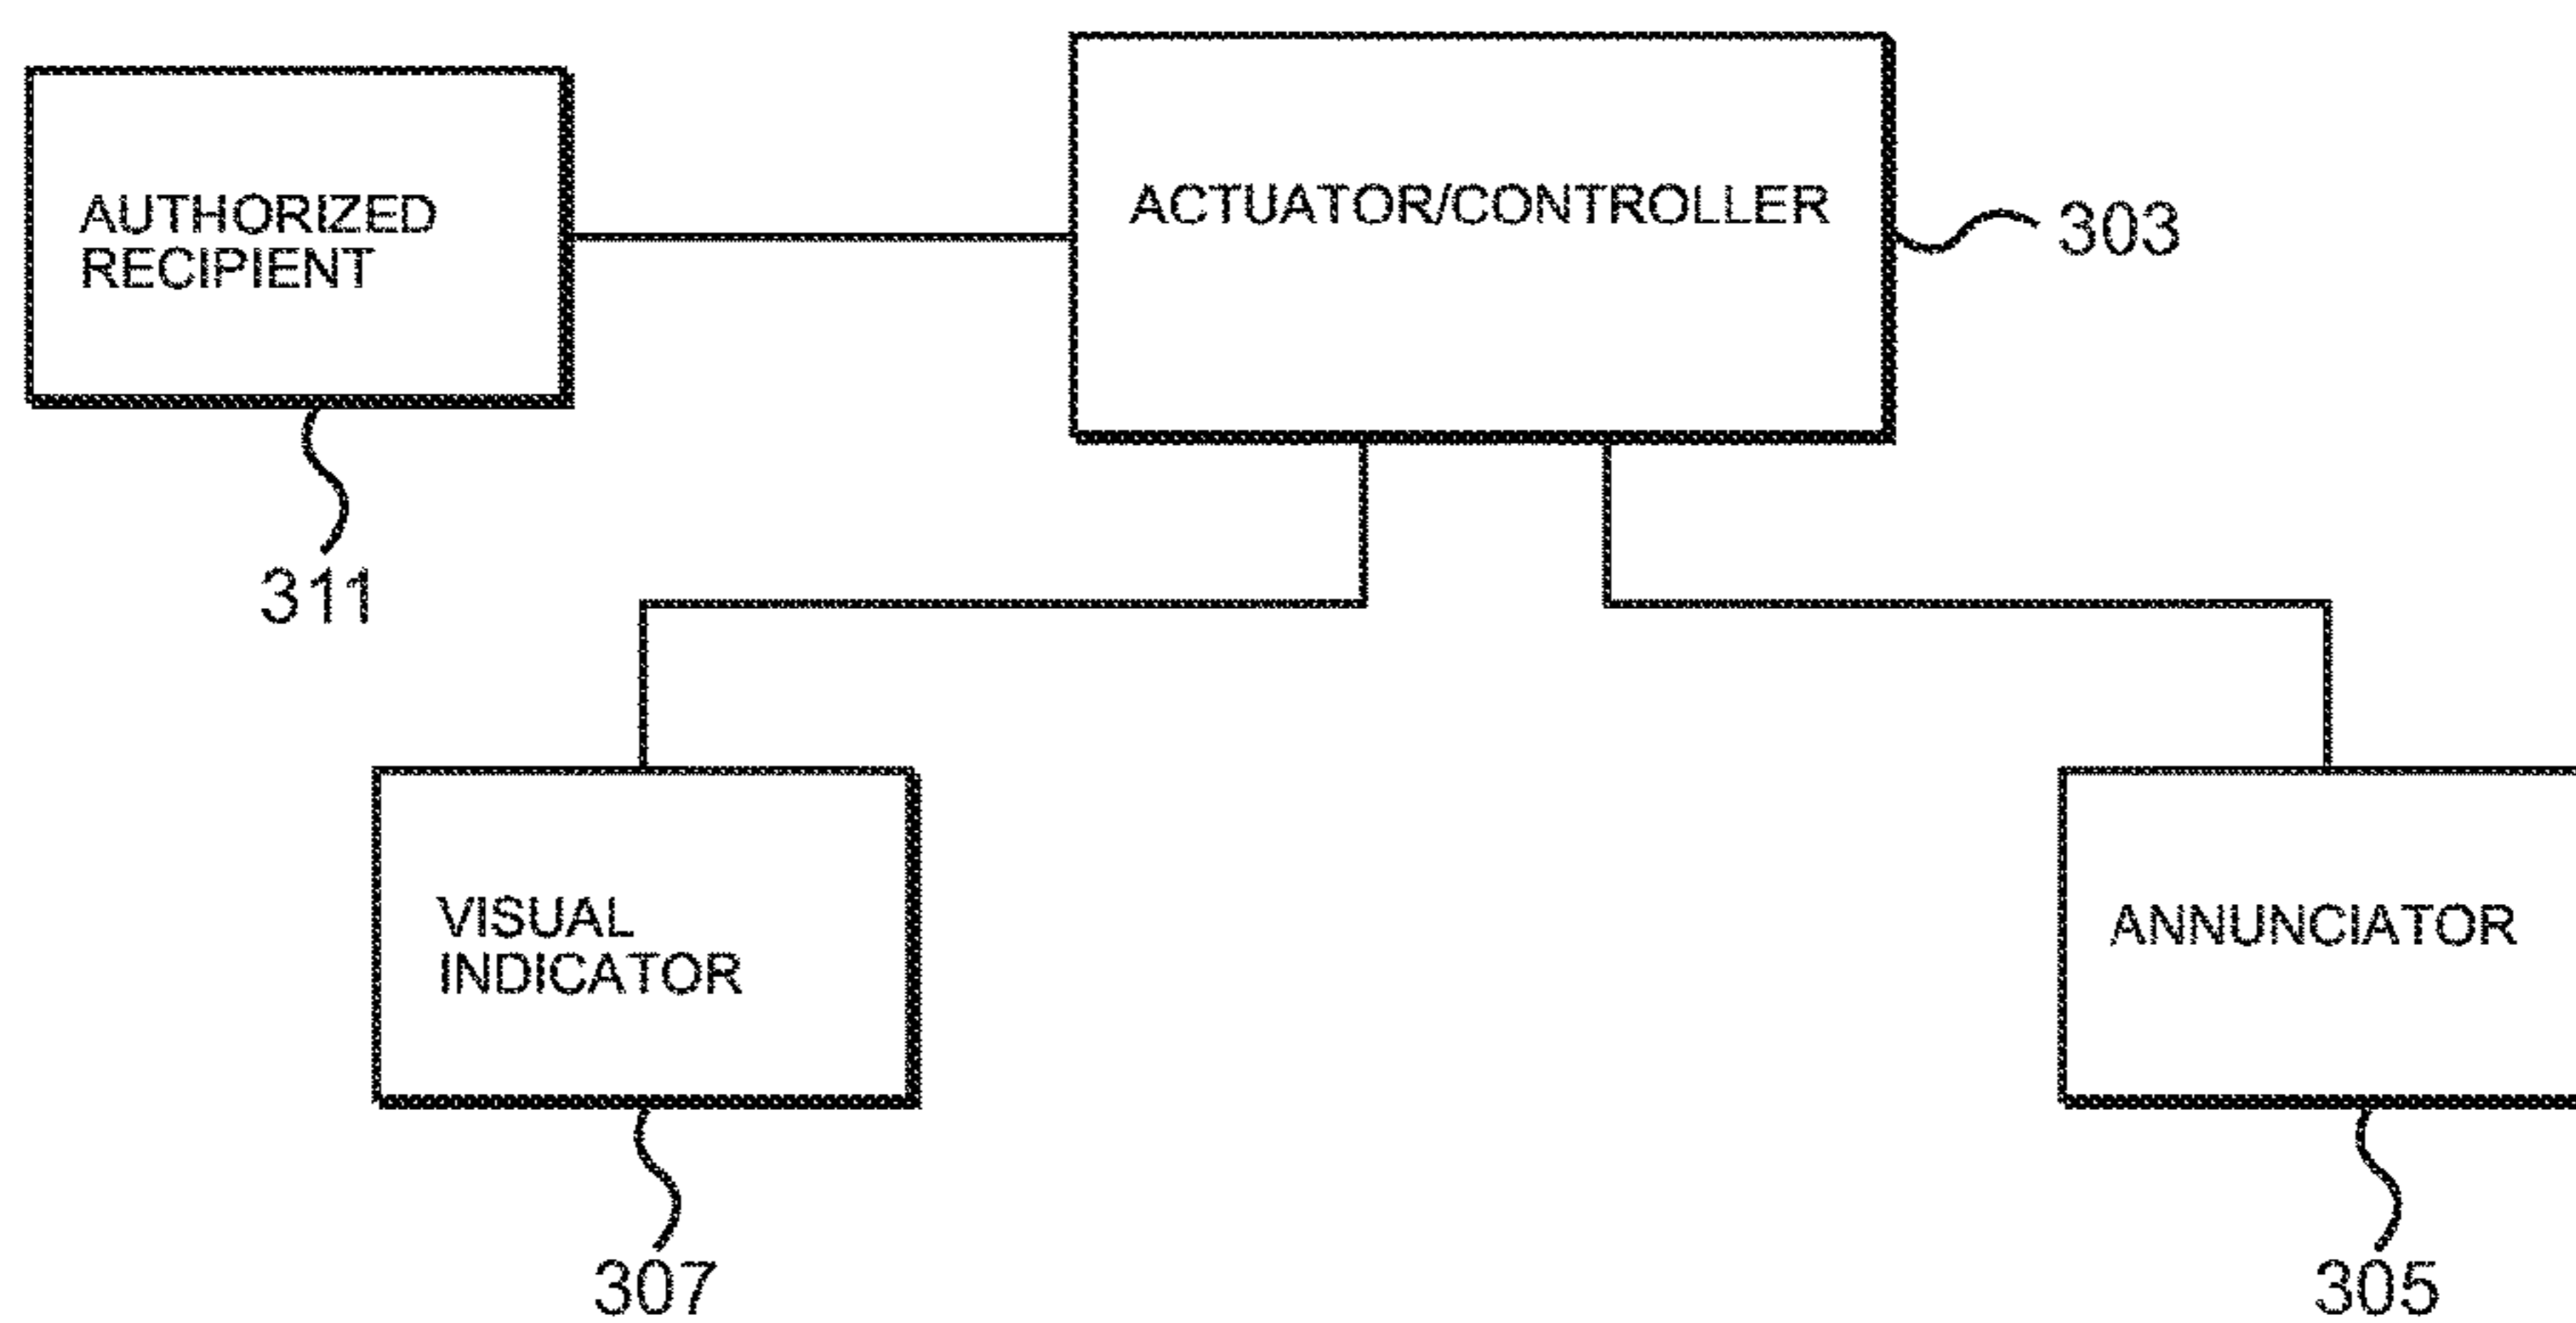 AUTHORIZED
RECIPIENT
ACTUATOR/CONTROLLER
303
311
VISUAL
INDICATOR
ANNUNCIATOR
307
305